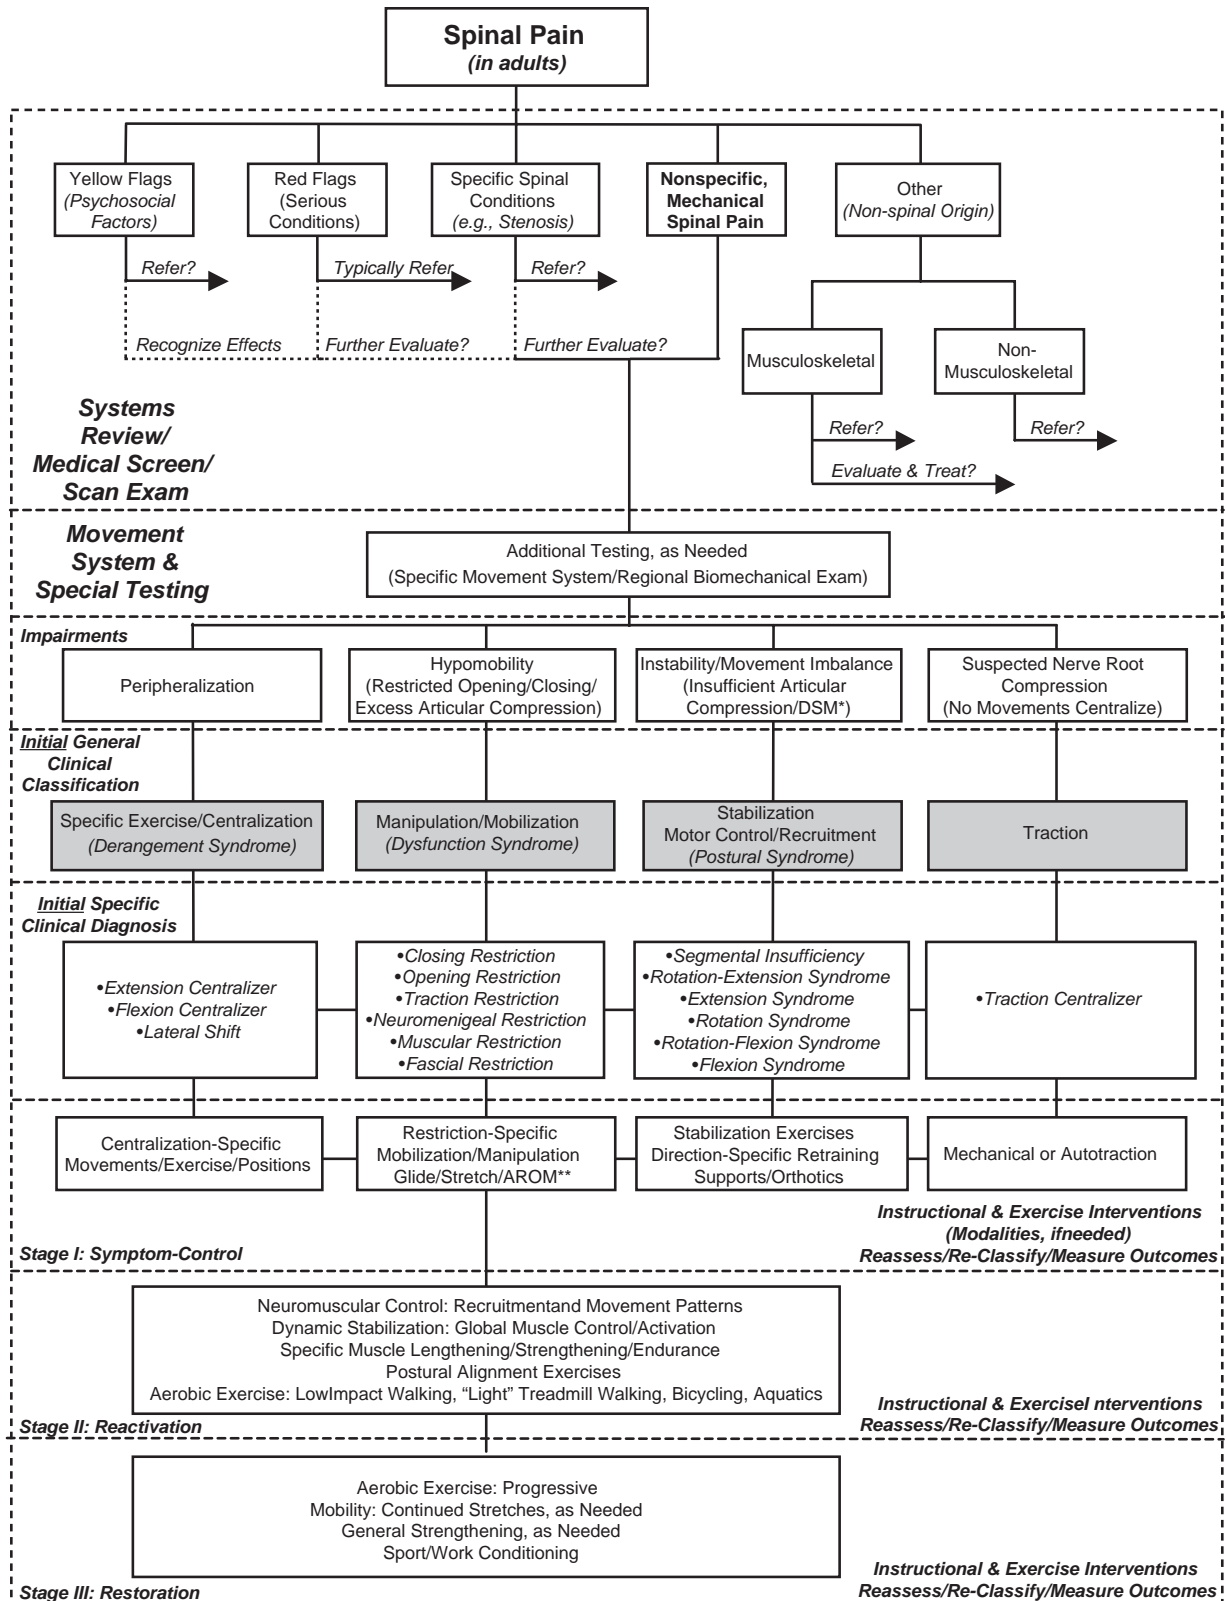 Spinal Pain
(in adults)
Yellow Flags
(Psychosocial
Factors)
Red Flags
(Serious
Conditions)
Specific Spinal
Conditions
(e.g., Stenosis)
Nonspecific,
Mechanical
Spinal Pain
Other
(Non-spinal Origin)
Refer?
Typically Refer
Refer?
Recognize Effects
Further Evaluate?
Further Evaluate?
Musculoskeletal
Non-
Musculoskeletal
Refer?
Refer?
Evaluate & Treat?
Systems
Review/
Medical Screen/
Scan Exam
Movement
System &
Special Testing
Additional Testing, as Needed
(Specific Movement System/Regional Biomechanical Exam)
Impairments
Peripheralization
Hypomobility
(Restricted Opening/Closing/
Excess Articular Compression)
Instability/Movement Imbalance
(Insufficient Articular
Compression/DSM*)
Suspected Nerve Root
Compression
(No Movements Centralize)
Initial General
Clinical
Classification
Specific Exercise/Centralization
(Derangement Syndrome)
Manipulation/Mobilization
(Dysfunction Syndrome)
Stabilization
Motor Control/Recruitment
(Postural Syndrome)
Traction
Initial Specific
Clinical Diagnosis
•Extension Centralizer
•Flexion Centralizer
•Lateral Shift
•Closing Restriction
•Opening Restriction
•Traction Restriction
•Neuromenigeal Restriction
•Muscular Restriction
•Fascial Restriction
•Segmental Insufficiency
•Rotation-Extension Syndrome
•Extension Syndrome
•Rotation Syndrome
•Rotation-Flexion Syndrome
•Flexion Syndrome
•Traction Centralizer
Centralization-Specific
Movements/Exercise/Positions
Restriction-Specific
Mobilization/Manipulation
Glide/Stretch/AROM**
Stabilization Exercises
Direction-Specific Retraining
Supports/Orthotics
Mechanical or Autotraction
Stage I: Symptom-Control
Instructional & Exercise Interventions
(Modalities, ifneeded)
Reassess/Re-Classify/Measure Outcomes
Neuromuscular Control: Recruitmentand Movement Patterns
Dynamic Stabilization: Global Muscle Control/Activation
Specific Muscle Lengthening/Strengthening/Endurance
Postural Alignment Exercises
Aerobic Exercise: LowImpact Walking, “Light” Treadmill Walking, Bicycling, Aquatics
Stage II: Reactivation
Instructional & Exercisel nterventions
Reassess/Re-Classify/Measure Outcomes
Aerobic Exercise: Progressive
Mobility: Continued Stretches, as Needed
General Strengthening, as Needed
Sport/Work Conditioning
Stage III: Restoration
Instructional & Exercise Interventions
Reassess/Re-Classify/Measure Outcomes